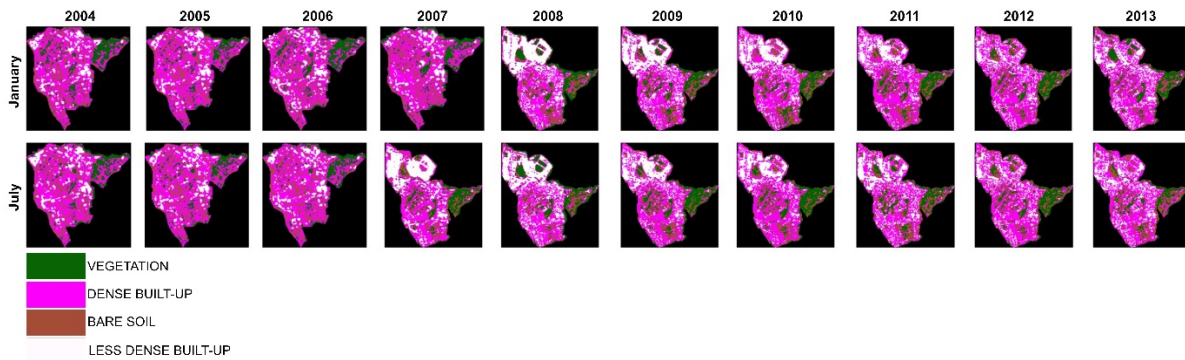 2004 2005 2006 2007 2008 2009 2010 2011 2012 2013
January
July
VEGETATION
DENSE BUILT-UP
BARE SOIL
LESS DENSE BUILT-UP